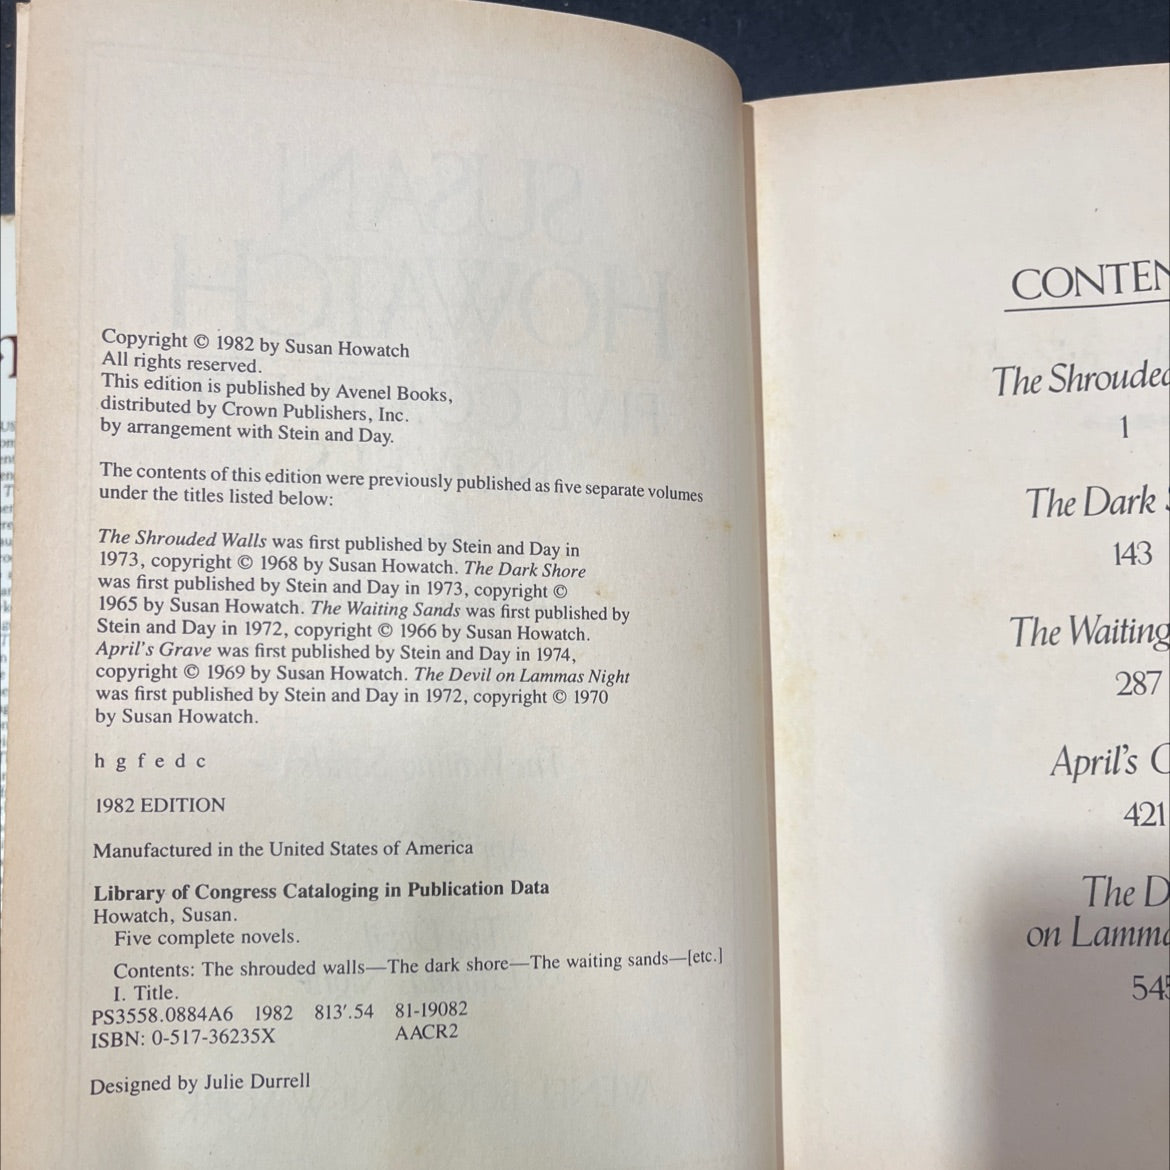 Copyright © 1982 by Susan Howatch
All rights reserved.
This edition is published by Avenel Books,
distributed by Crown Publishers, Inc.
by arrangement with Stein and Day.
The contents of this edition were previously published as five separate volumes
under the titles listed below:
The Shrouded Walls was first published by Stein and Day in
1973, copyright © 1968 by Susan Howatch. The Dark Shore
was first published by Stein and Day in 1973, copyright ©
1965 by Susan Howatch. The Waiting Sands was first published by
Stein and Day in 1972, copyright © 1966 by Susan Howatch.
April's Grave was first published by Stein and Day in 1974,
copyright © 1969 by Susan Howatch. The Devil on Lammas Night
was first published by Stein and Day in 1972, copyright © 1970
by Susan Howatch.
h g f e d c
1982 EDITION
Manufactured in the United States of America
Library of Congress Cataloging in Publication Data
Howatch, Susan.
Five complete novels.
Contents: The shrouded walls—The dark shore—The waiting sands—[etc.]
I. Title.
PS3558.0884A6 1982 813'.54 81-19082
ISBN: 0-517-36235X AACR2
Designed by Julie Durrell
CONTEN
The Shrouded
1
The Dark
143
The Waiting
287
April's
421
The D
on Lamma
545